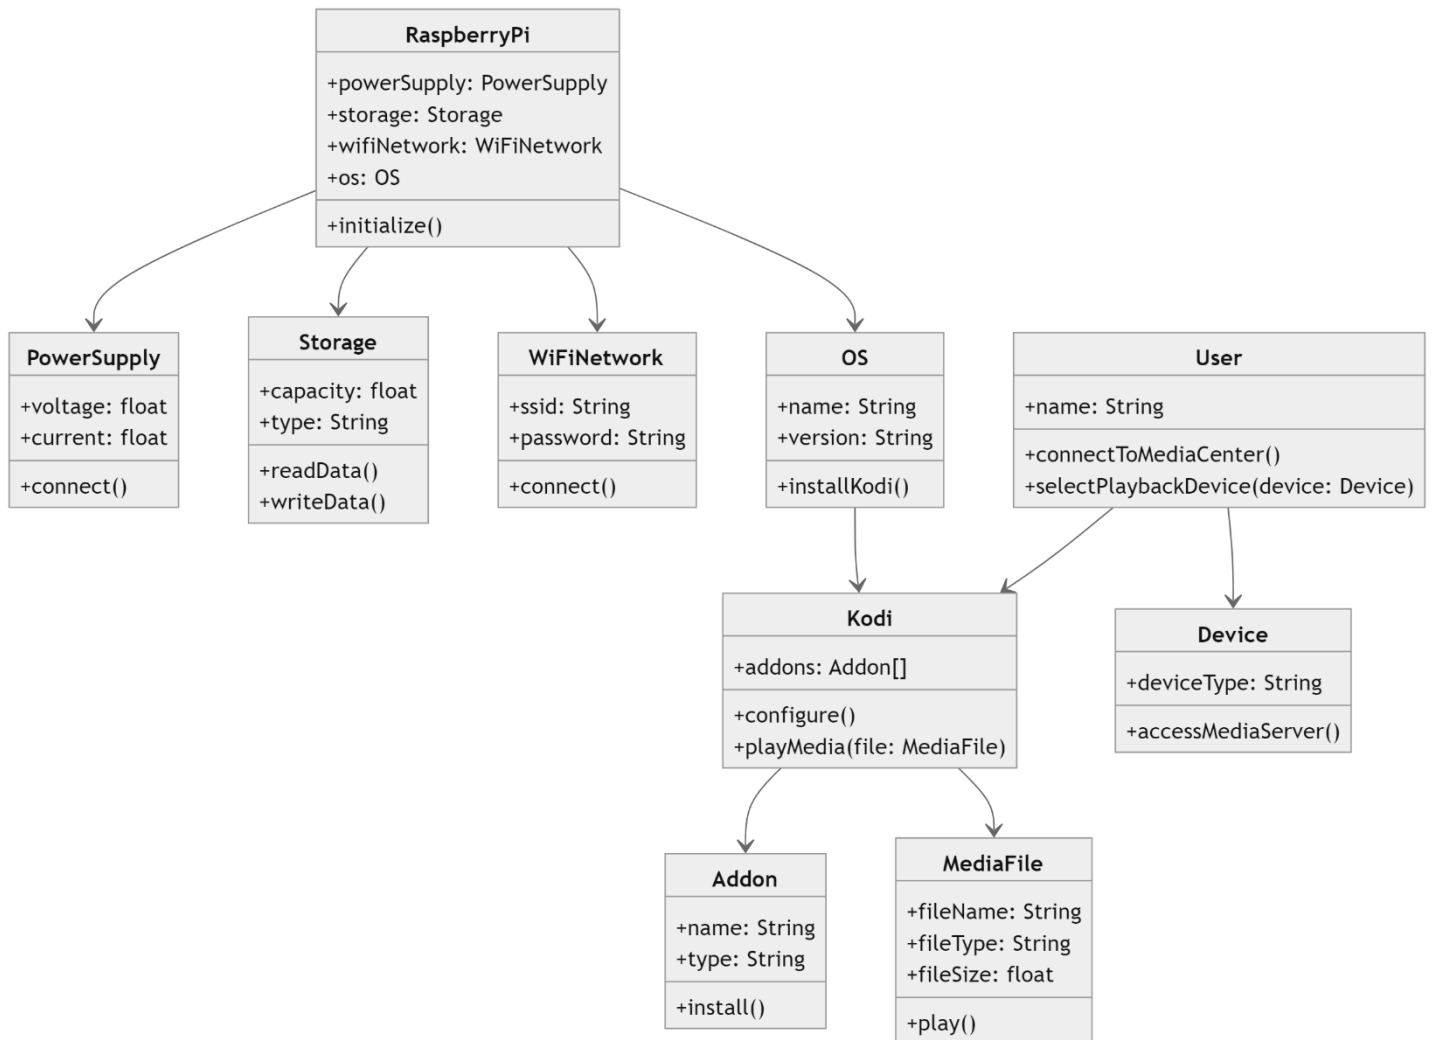 RaspberryPi
+powerSupply: PowerSupply
+storage: Storage
+wifiNetwork: WiFiNetwork
+os: OS
+initialize()
PowerSupply
+voltage: float
+current: float
+connect()
Storage
+capacity: float
+type: String
+readData()
+writeData()
WiFiNetwork
+ssid: String
+password: String
+connect()
OS
+name: String
+version: String
+installKodi()
User
+name: String
+connectToMediaCenter()
+selectPlaybackDevice(device: Device)
Kodi
+addons: Addon[]
+configure()
+playMedia(file: MediaFile)
Device
+deviceType: String
+accessMediaServer()
Addon
+name: String
+type: String
+install()
MediaFile
+fileName: String
+fileType: String
+fileSize: float
+play()